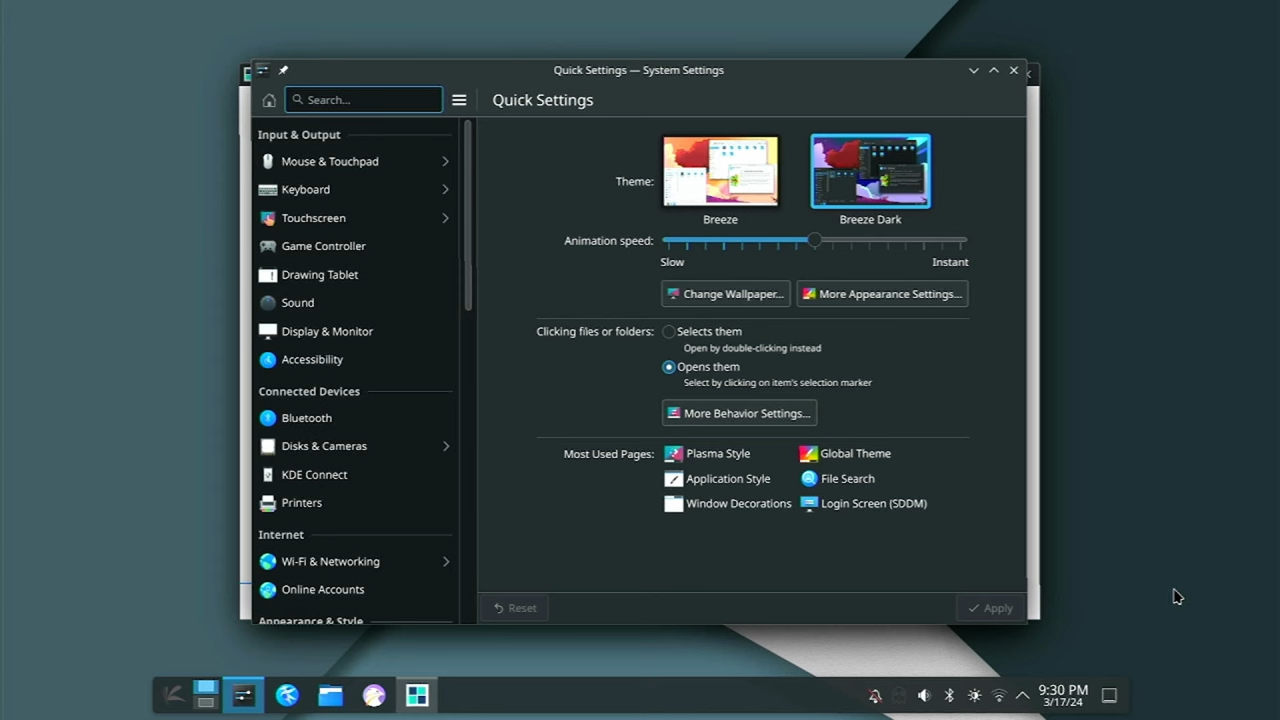 Quick Settings — System Settings
Search...
Quick Settings
Input & Output
Mouse & Touchpad
Keyboard
Touchscreen
Game Controller
Drawing Tablet
Sound
Display & Monitor
Accessibility
Connected Devices
Bluetooth
Disks & Cameras
KDE Connect
Printers
Internet
Wi-Fi & Networking
Online Accounts
Appearance & Style
Theme:
Breeze
Breeze Dark
Animation speed:
Slow
Instant
Change Wallpaper...
More Appearance Settings...
Clicking files or folders:
Selects them
Open by double-clicking instead
Opens them
Select by clicking on item's selection marker
More Behavior Settings...
Most Used Pages:
Plasma Style
Global Theme
Application Style
File Search
Window Decorations
Login Screen (SDDM)
Reset
Apply
9:30 PM
3/17/24